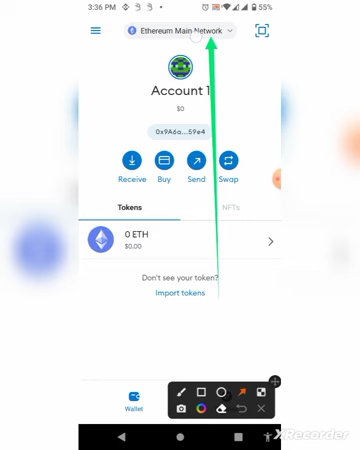 3:36 PM
55%
Ethereum Main Network
Account 1
$0
0x9A6a...59e4
Receive
Buy
Send
Swap
Tokens
NFTs
0 ETH
$0.00
Don't see your token?
Import tokens
Wallet
XRecorder